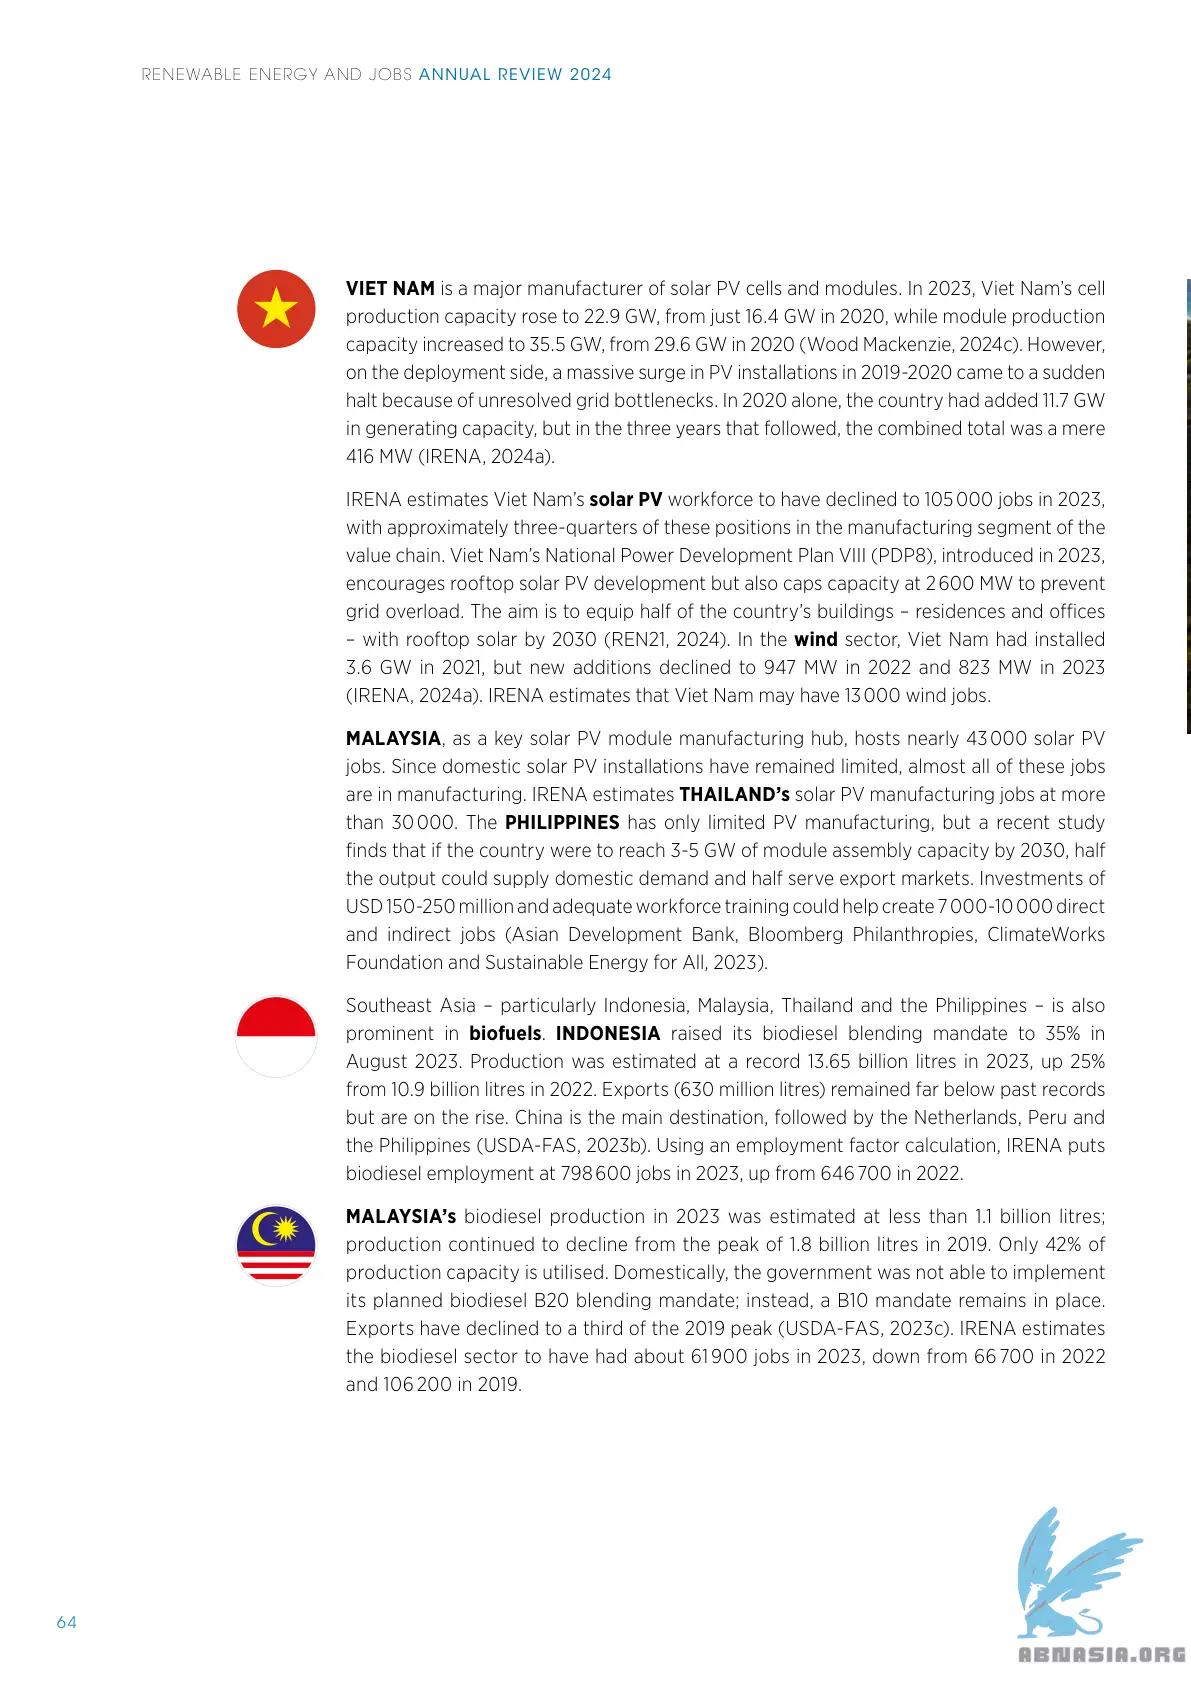 RENEWABLE ENERGY AND JOBS ANNUAL REVIEW 2024
VIET NAM is a major manufacturer of solar PV cells and modules. In 2023, Viet Nam's cell
production capacity rose to 22.9 GW, from just 16.4 GW in 2020, while module production
capacity increased to 35.5 GW, from 29.6 GW in 2020 (Wood Mackenzie, 2024c). However,
on the deployment side, a massive surge in PV installations in 2019-2020 came to a sudden
halt because of unresolved grid bottlenecks. In 2020 alone, the country had added 11.7 GW
in generating capacity, but in the three years that followed, the combined total was a mere
416 MW (IRENA, 2024a).
IRENA estimates Viet Nam's solar PV workforce to have declined to 105 000 jobs in 2023,
with approximately three-quarters of these positions in the manufacturing segment of the
value chain. Viet Nam's National Power Development Plan VIII (PDP8), introduced in 2023,
encourages rooftop solar PV development but also caps capacity at 2 600 MW to prevent
grid overload. The aim is to equip half of the country's buildings – residences and offices
– with rooftop solar by 2030 (REN21, 2024). In the wind sector, Viet Nam had installed
3.6 GW in 2021, but new additions declined to 947 MW in 2022 and 823 MW in 2023
(IRENA, 2024a). IRENA estimates that Viet Nam may have 13 000 wind jobs.
MALAYSIA, as a key solar PV module manufacturing hub, hosts nearly 43 000 solar PV
jobs. Since domestic solar PV installations have remained limited, almost all of these jobs
are in manufacturing. IRENA estimates THAILAND's solar PV manufacturing jobs at more
than 30 000. The PHILIPPINES has only limited PV manufacturing, but a recent study
finds that if the country were to reach 3-5 GW of module assembly capacity by 2030, half
the output could supply domestic demand and half serve export markets. Investments of
USD 150-250 million and adequate workforce training could help create 7 000-10 000 direct
and indirect jobs (Asian Development Bank, Bloomberg Philanthropies, ClimateWorks
Foundation and Sustainable Energy for All, 2023).
Southeast Asia – particularly Indonesia, Malaysia, Thailand and the Philippines – is also
prominent in biofuels. INDONESIA raised its biodiesel blending mandate to 35% in
August 2023. Production was estimated at a record 13.65 billion litres in 2023, up 25%
from 10.9 billion litres in 2022. Exports (630 million litres) remained far below past records
but are on the rise. China is the main destination, followed by the Netherlands, Peru and
the Philippines (USDA-FAS, 2023b). Using an employment factor calculation, IRENA puts
biodiesel employment at 798 600 jobs in 2023, up from 646 700 in 2022.
MALAYSIA's biodiesel production in 2023 was estimated at less than 1.1 billion litres;
production continued to decline from the peak of 1.8 billion litres in 2019. Only 42% of
production capacity is utilised. Domestically, the government was not able to implement
its planned biodiesel B20 blending mandate; instead, a B10 mandate remains in place.
Exports have declined to a third of the 2019 peak (USDA-FAS, 2023c). IRENA estimates
the biodiesel sector to have had about 61 900 jobs in 2023, down from 66 700 in 2022
and 106 200 in 2019.
64
ABNASIA.ORG